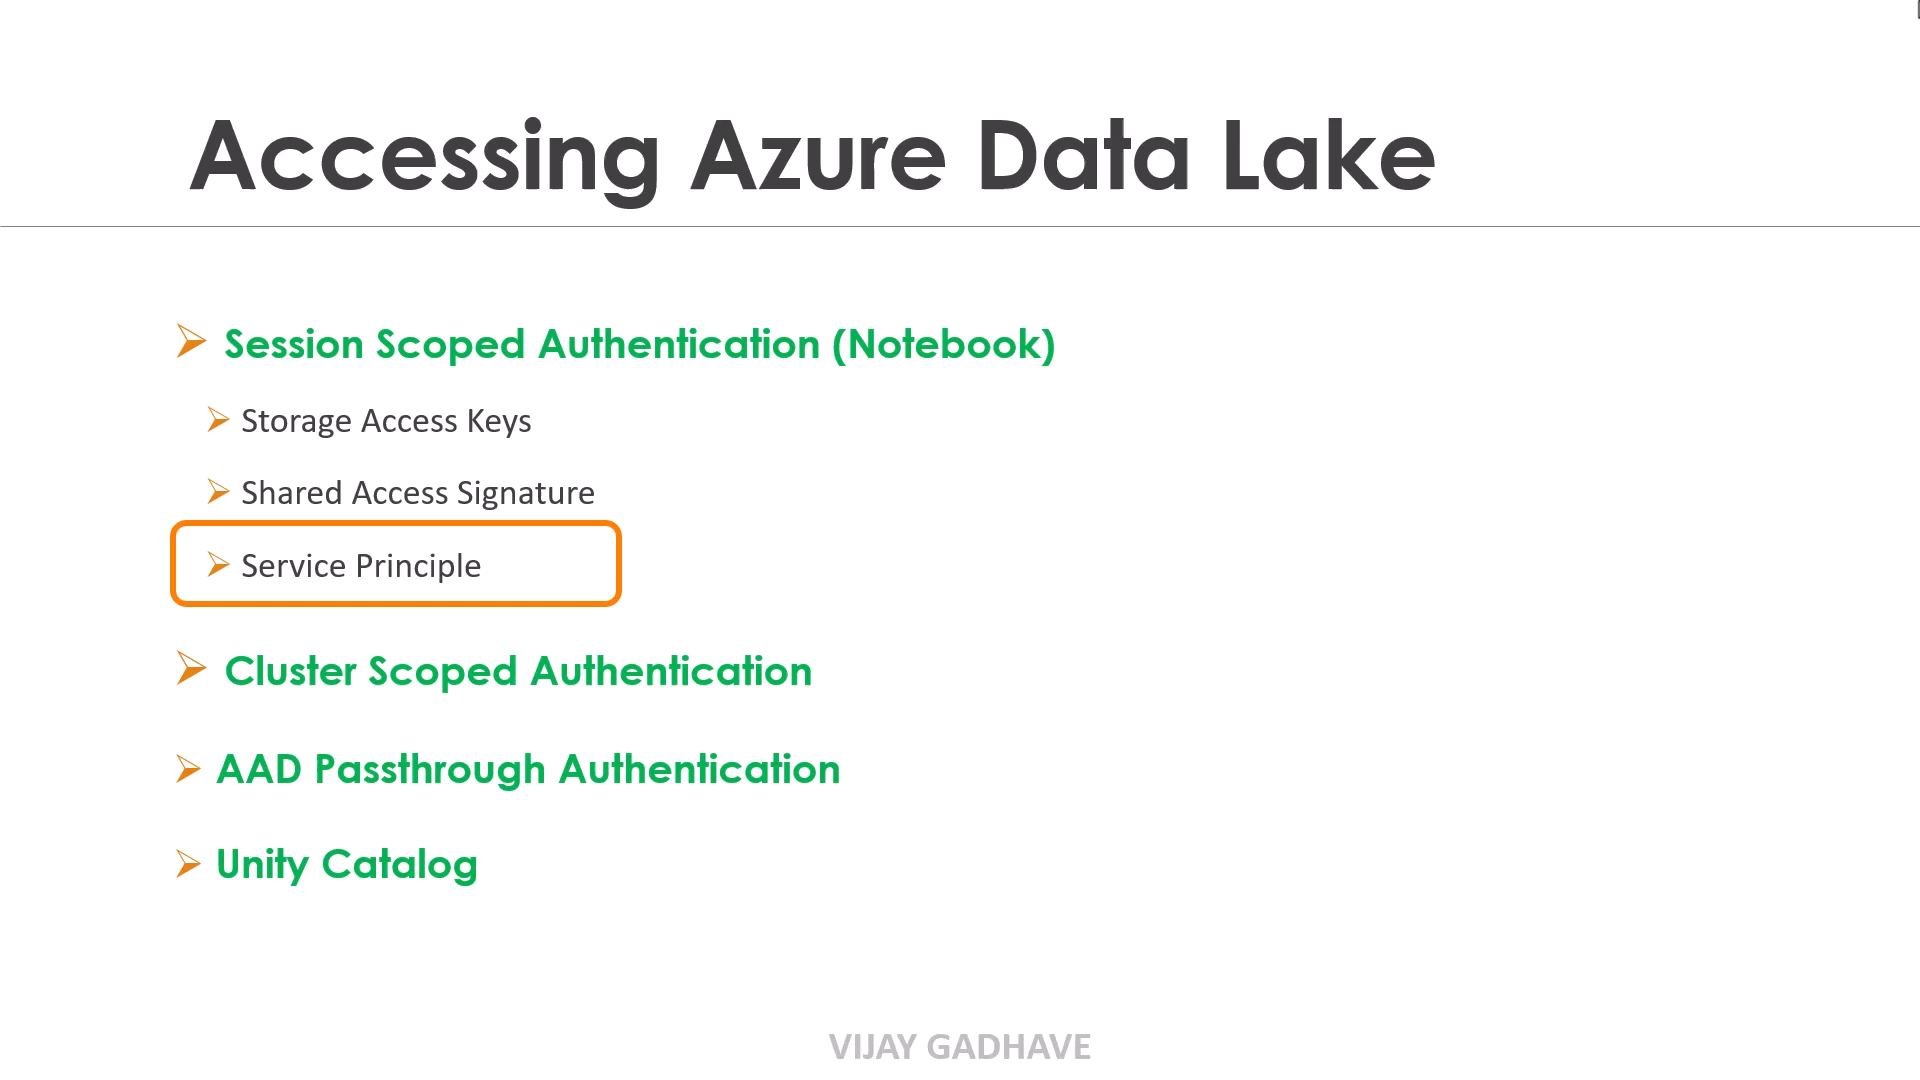 Accessing Azure Data Lake
Session Scoped Authentication (Notebook)
Storage Access Keys
Shared Access Signature
Service Principle
Cluster Scoped Authentication
AAD Passthrough Authentication
Unity Catalog
VIJAY GADHAVE